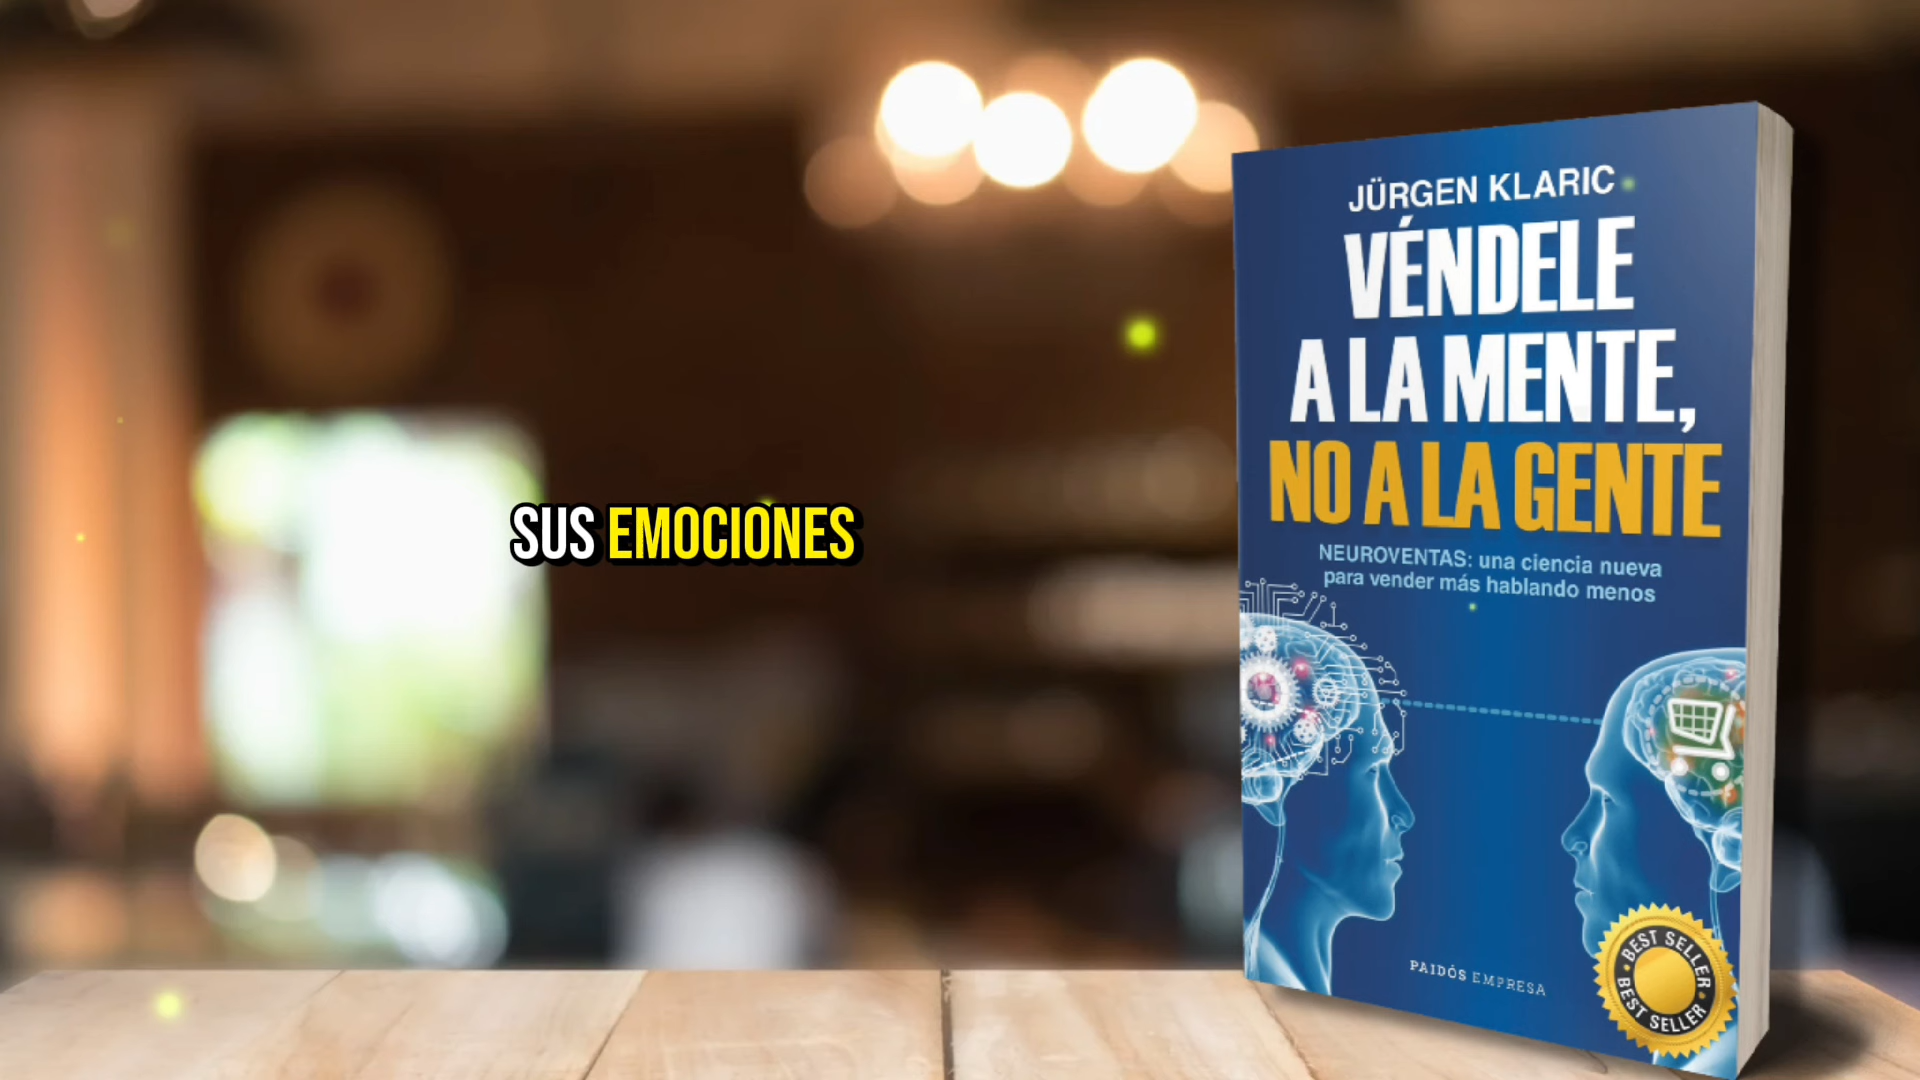 SUS EMOCIONES
JÜRGEN KLARIC
VÉNDELE
A LA MENTE,
NO A LA GENTE
NEUROVENTAS: una ciencia nueva
para vender más hablando menos
PAIDÓS EMPRESA
BEST SELLER
BEST SELLER